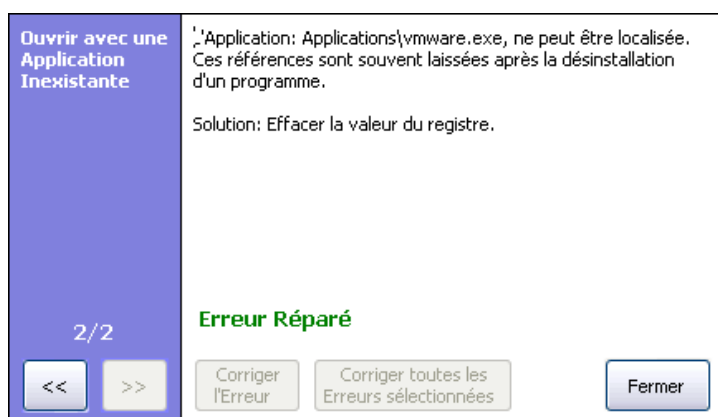 Ouvrir avec une
Application
Inexistante
L'Application: Applications\vmware.exe, ne peut être localisée.
Ces références sont souvent laissées après la désinstallation
d'un programme.
Solution: Effacer la valeur du registre.
Erreur Réparé
2/2
<<
>>
Corriger
l'Erreur
Corriger toutes les
Erreurs sélectionnées
Fermer